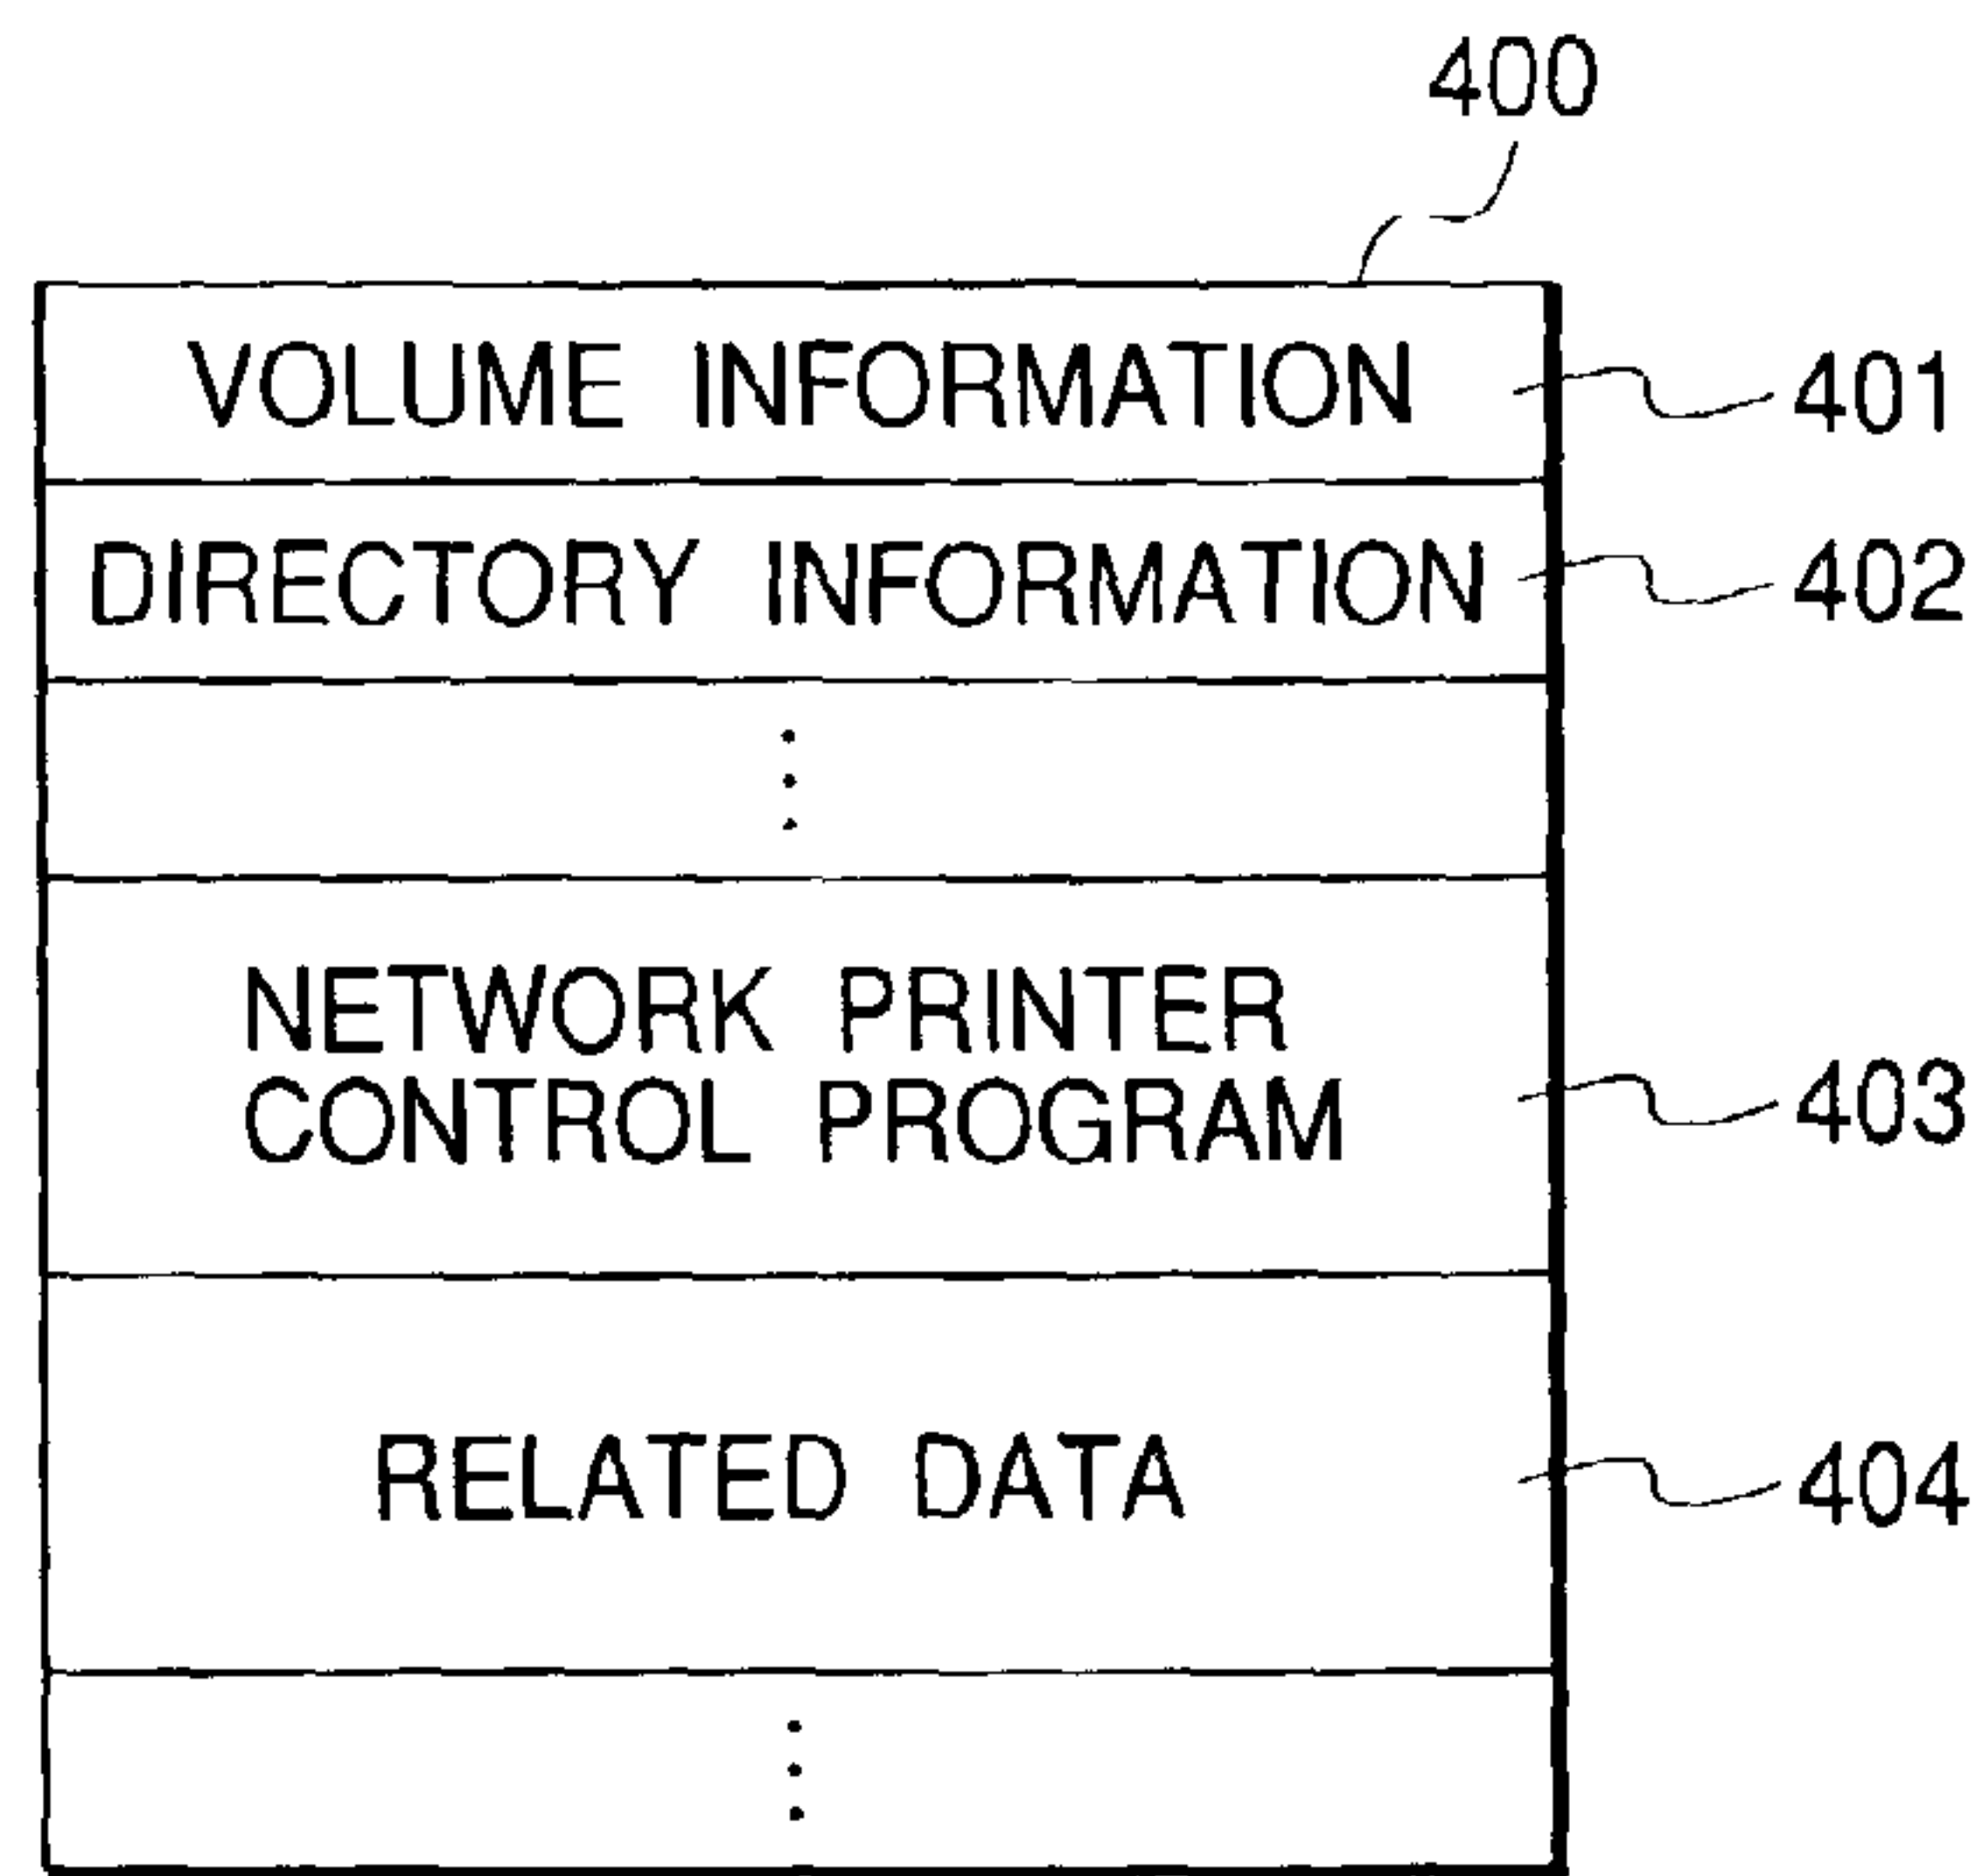 400
VOLUME INFORMATION 401
DIRECTORY INFORMATION 402
NETWORK PRINTER
CONTROL PROGRAM 403
RELATED DATA 404